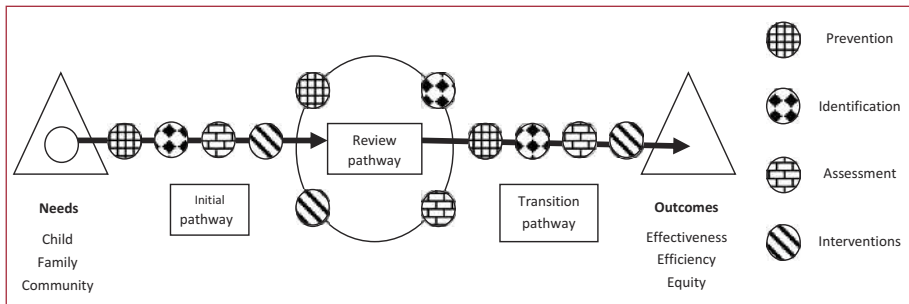 Prevention
Identification
Assessment
Interventions
Review
pathway
Initial
pathway
Transition
pathway
Needs
Child
Family
Community
Outcomes
Effectiveness
Efficiency
Equity